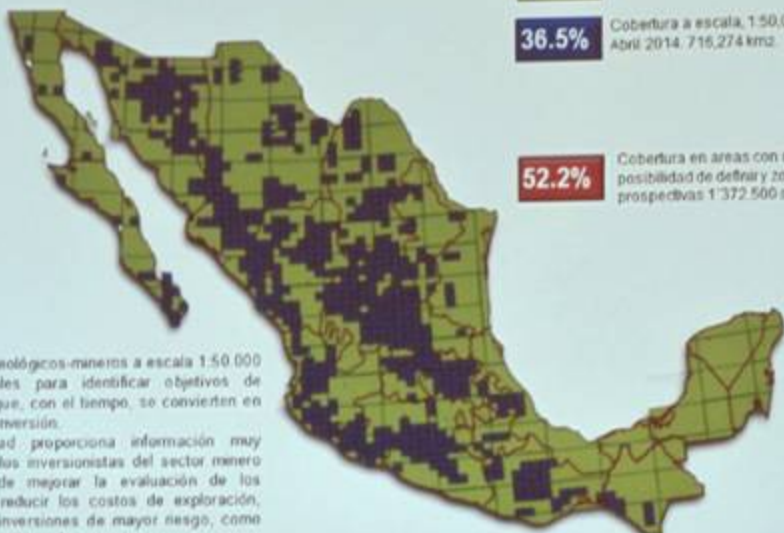 36.5%
Cobertura a escala, 1:50,0
Abril 2014. 716,274 km2.
52.2%
Cobertura en areas con
posibilidad de definir y zo
prospectivas 1'372,500
eológicos-mineros a escala 1:50.000
les para identificar objetivos de
que, con el tiempo, se convierten en
nversión.
ad proporciona información muy
los inversionistas del sector minero
de mejorar la evaluación de los
reducir los costos de exploración,
inversiones de mayor riesgo, como